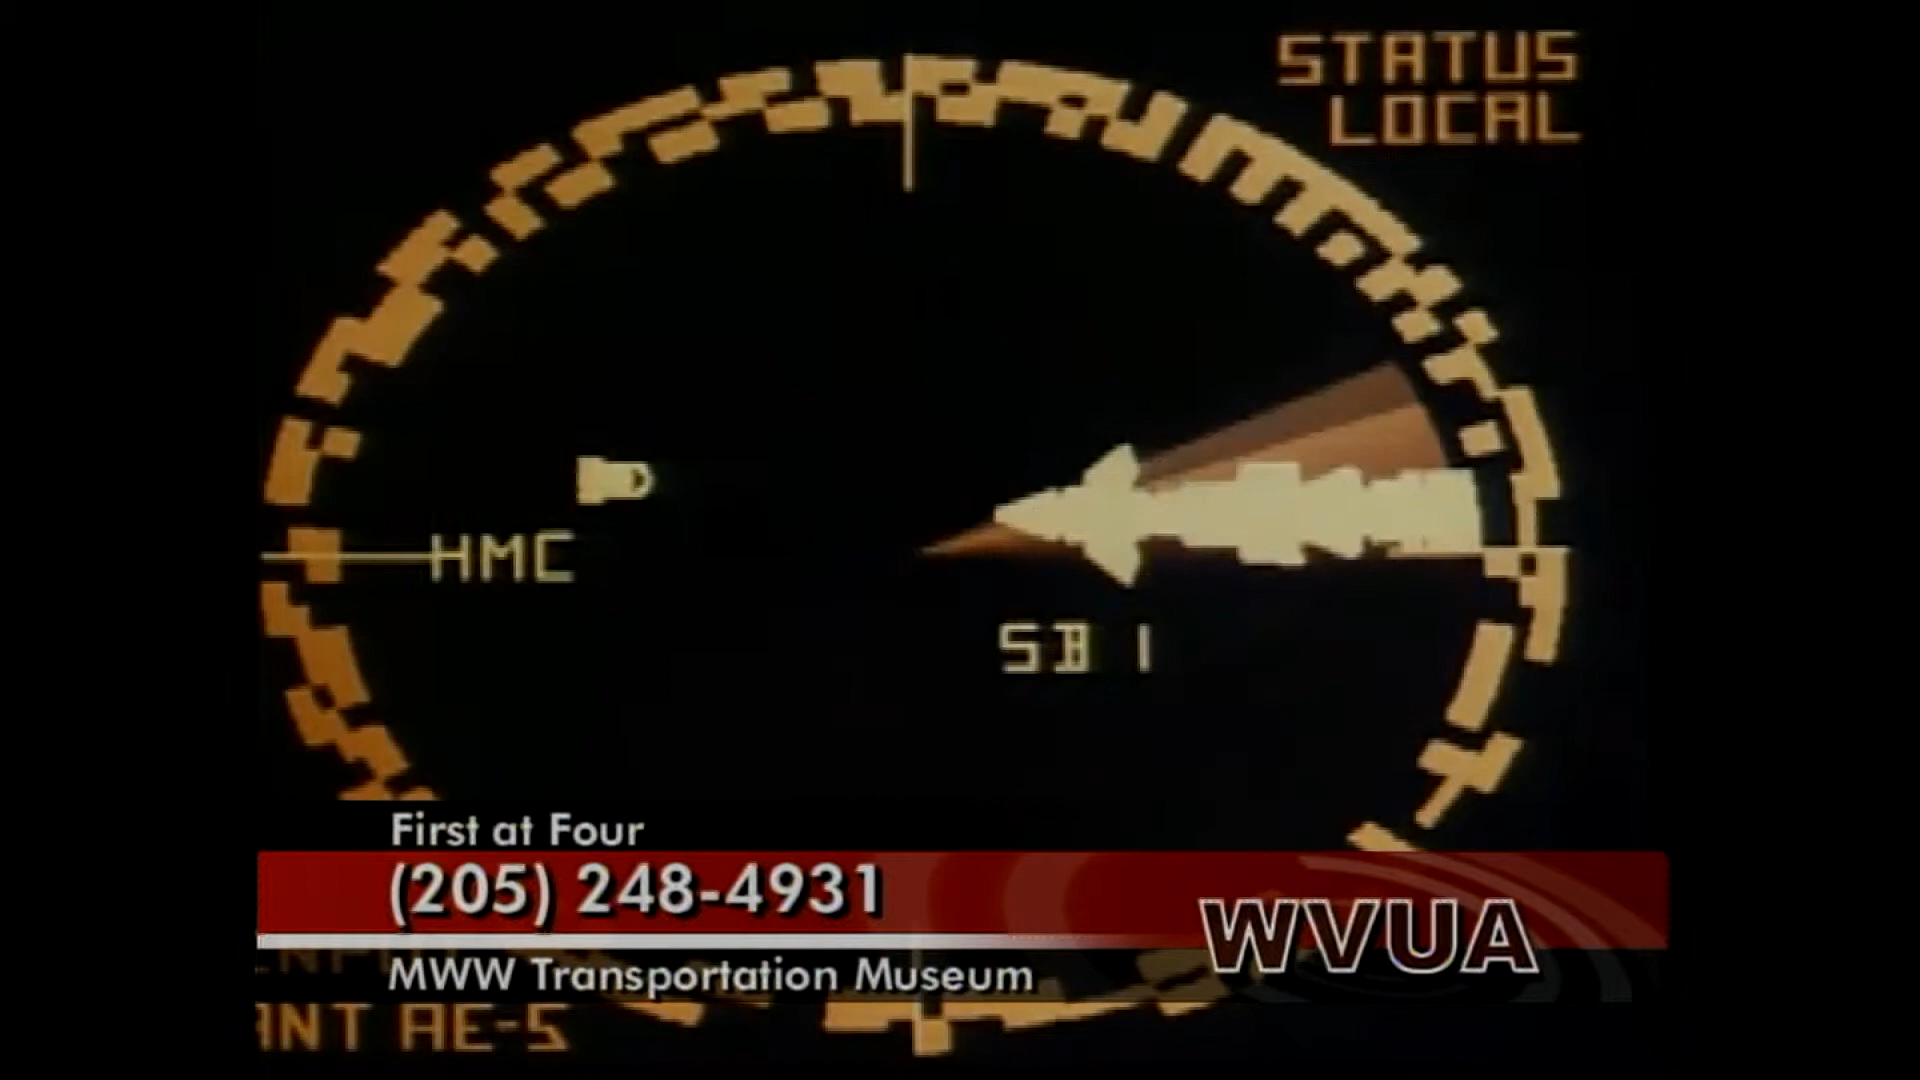 STATUS
LOCAL
HMC
SB 1
First at Four
(205) 248-4931
WVUA
MWW Transportation Museum
ANT AE-5